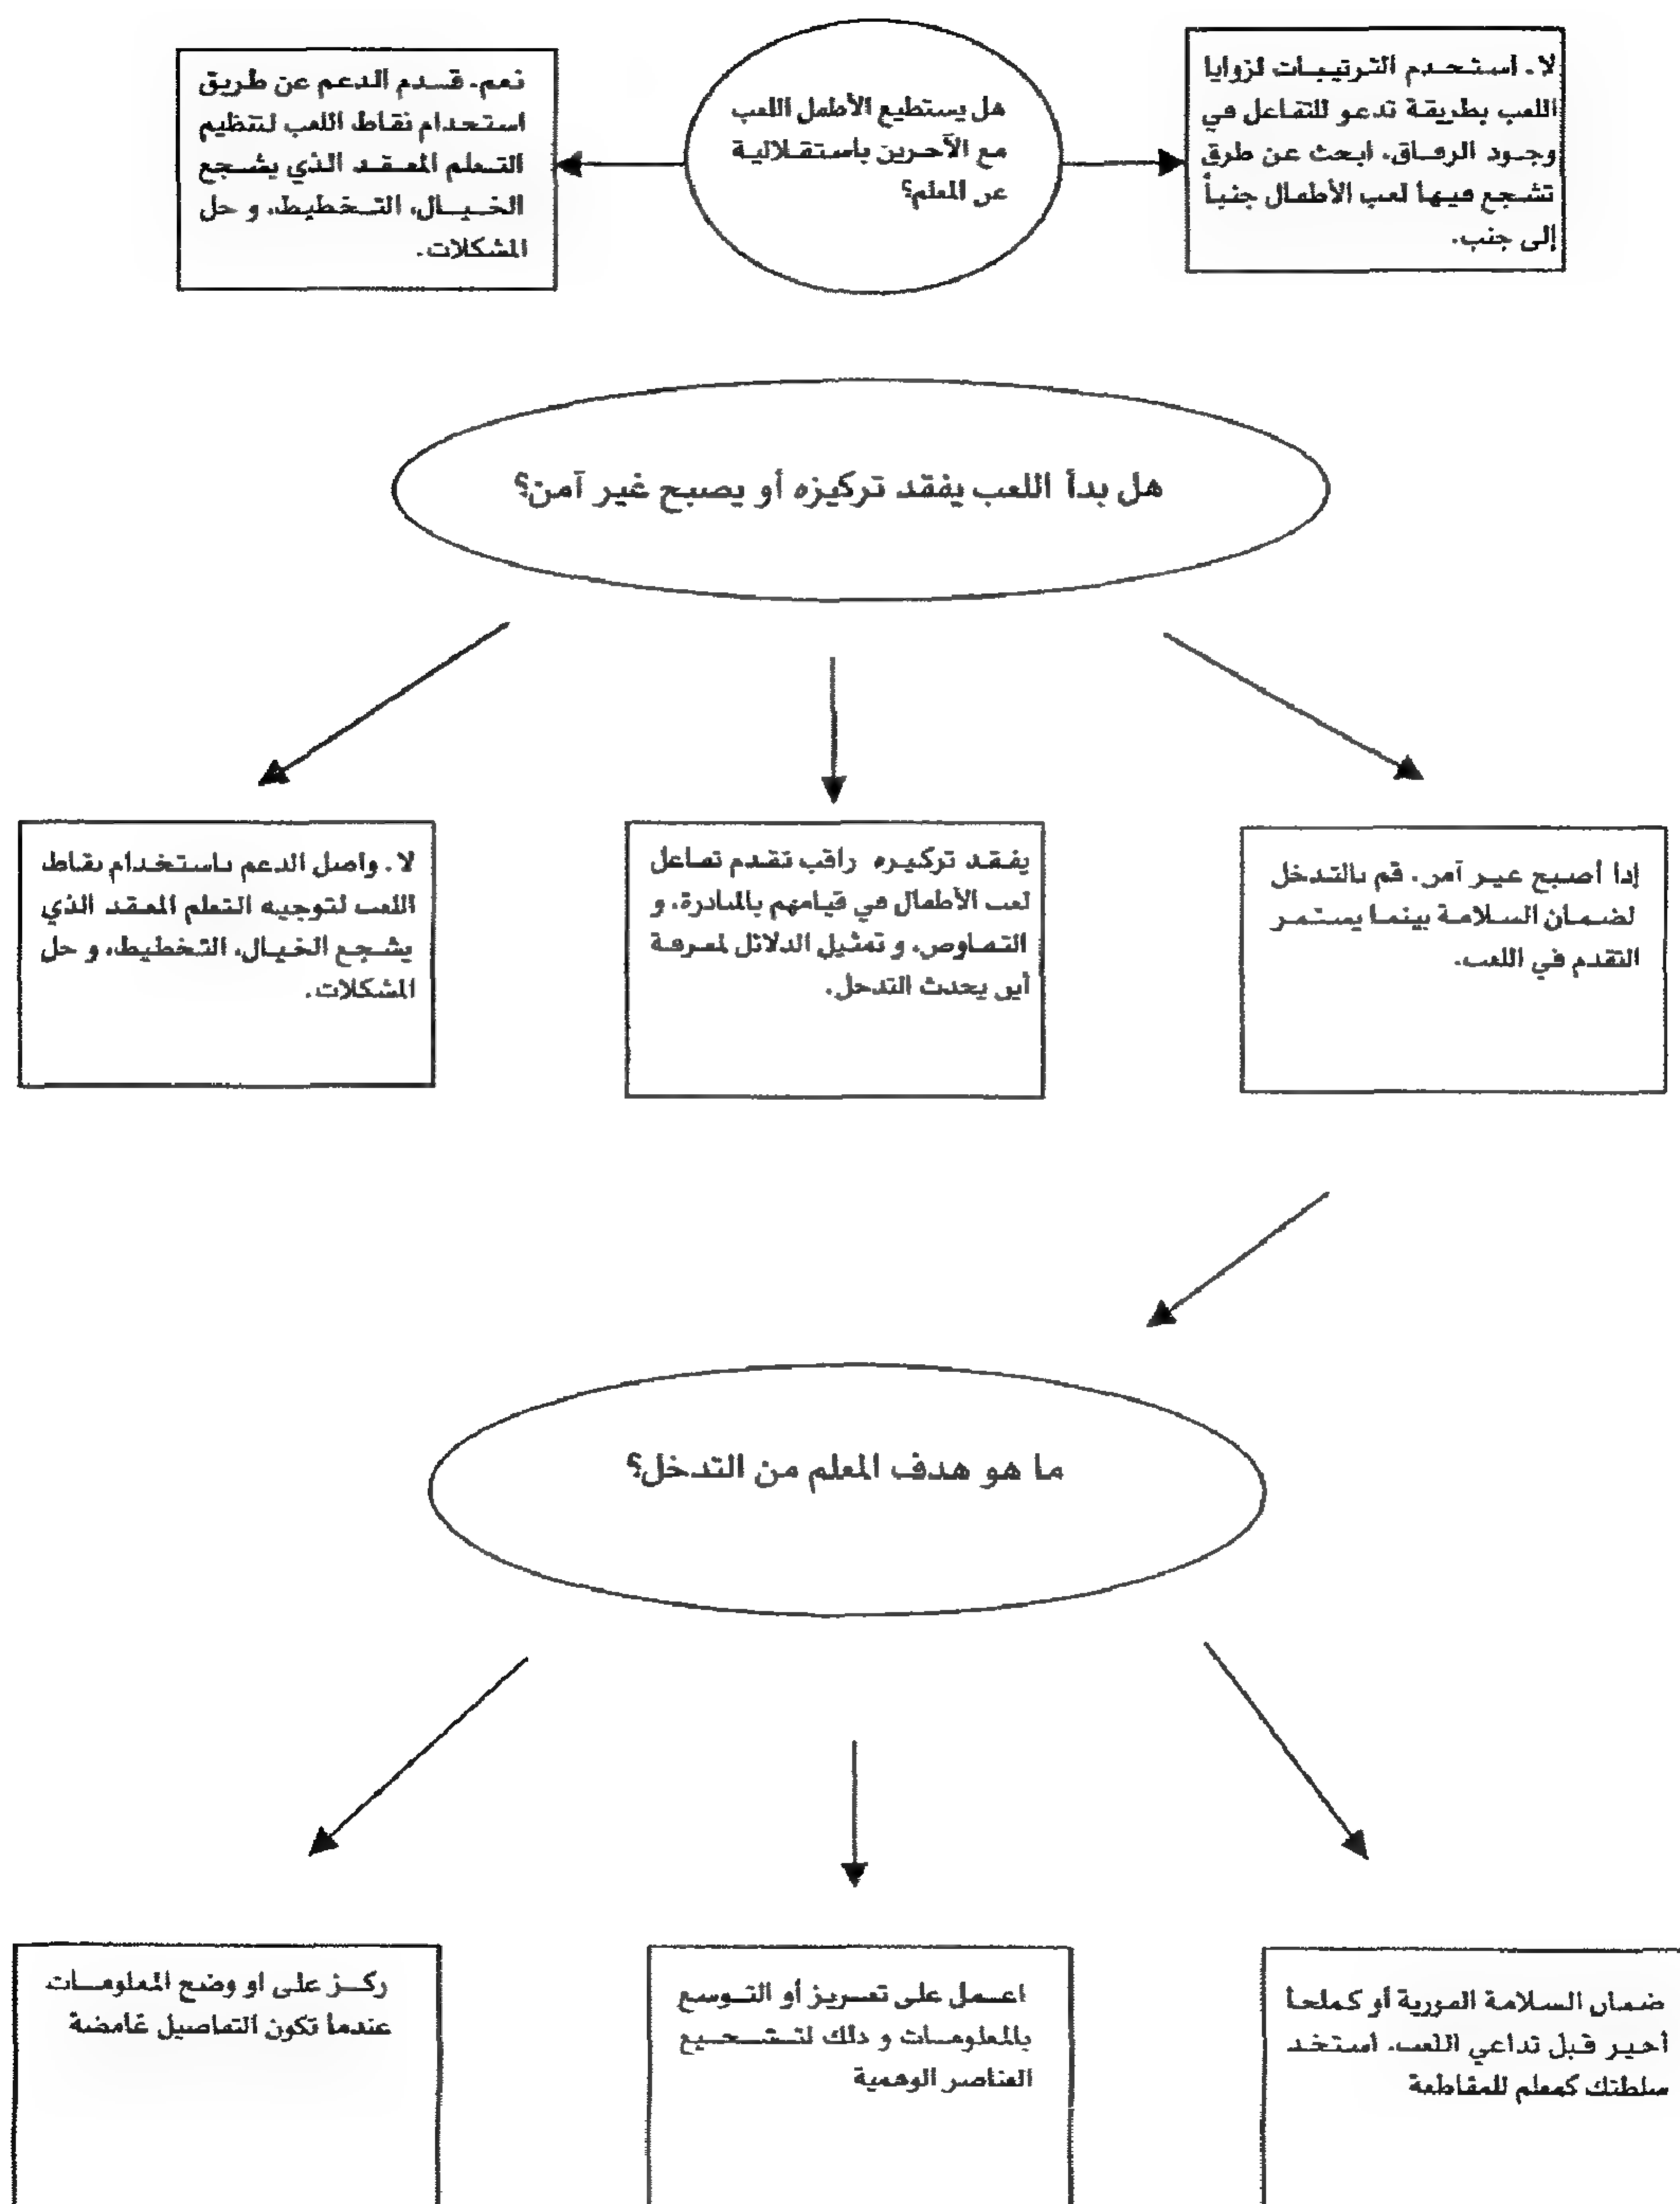 لا. استخدم الترتيبات لزوايا
اللعب بطريقة تدعو للتفاعل في
وجود الرفاق. ابحث عن طرق
تشجع فيها لعب الأطفال جنباً
إلى جنب.
هل يستطيع الأطفل اللعب
مع الآخرين باستقلالية
عن المعلم؟
نعم. قدم الدعم عن طريق
استخدام نقاط اللعب لتنظيم
التعلم المعقد الذي يشجع
الخيال، التخطيط، و حل
المشكلات.
هل بدأ اللعب يفقد تركيزه أو يصبح غير آمن؟
إذا أصبح غير آمن. قم بالتدخل
لضمان السلامة بينما يستمر
التقدم في اللعب.
يفقد تركيزه راقب تقدم تفاعل
لعب الأطفال في قيامهم بالمبادرة، و
التفاوض، و تمثيل الدلائل لمعرفة
أين يحدث التدخل.
لا. واصل الدعم باستخدام نقاط
اللعب لتوجيه التعلم المعقد الذي
يشجع الخيال، التخطيط، و حل
المشكلات.
ما هو هدف المعلم من التدخل؟
ضمان السلامة الفورية أو كملجأ
أخير قبل تداعي اللعب. استخد
سلطتك كمعلم للمقاطعة
اعمل على تعزيز أو التوسع
بالمعلومات و ذلك لتشجيع
العناصر الوهمية
ركز على او وضع المعلومات
عندما تكون التفاصيل غامضة